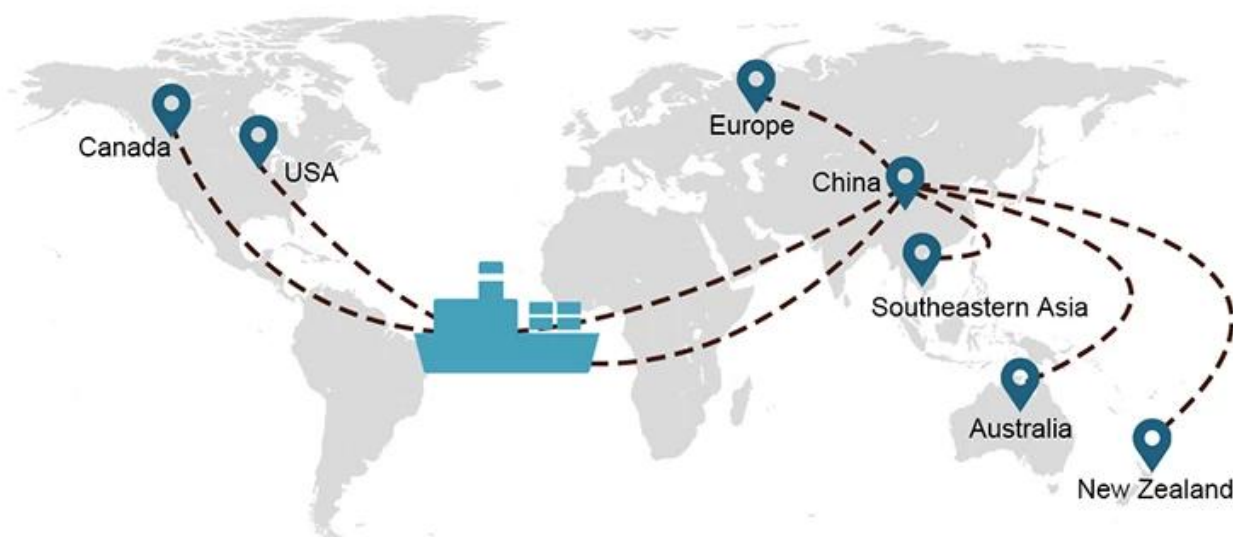 Canada
USA
Europe
China
Southeastern Asia
Australia
New Zealand